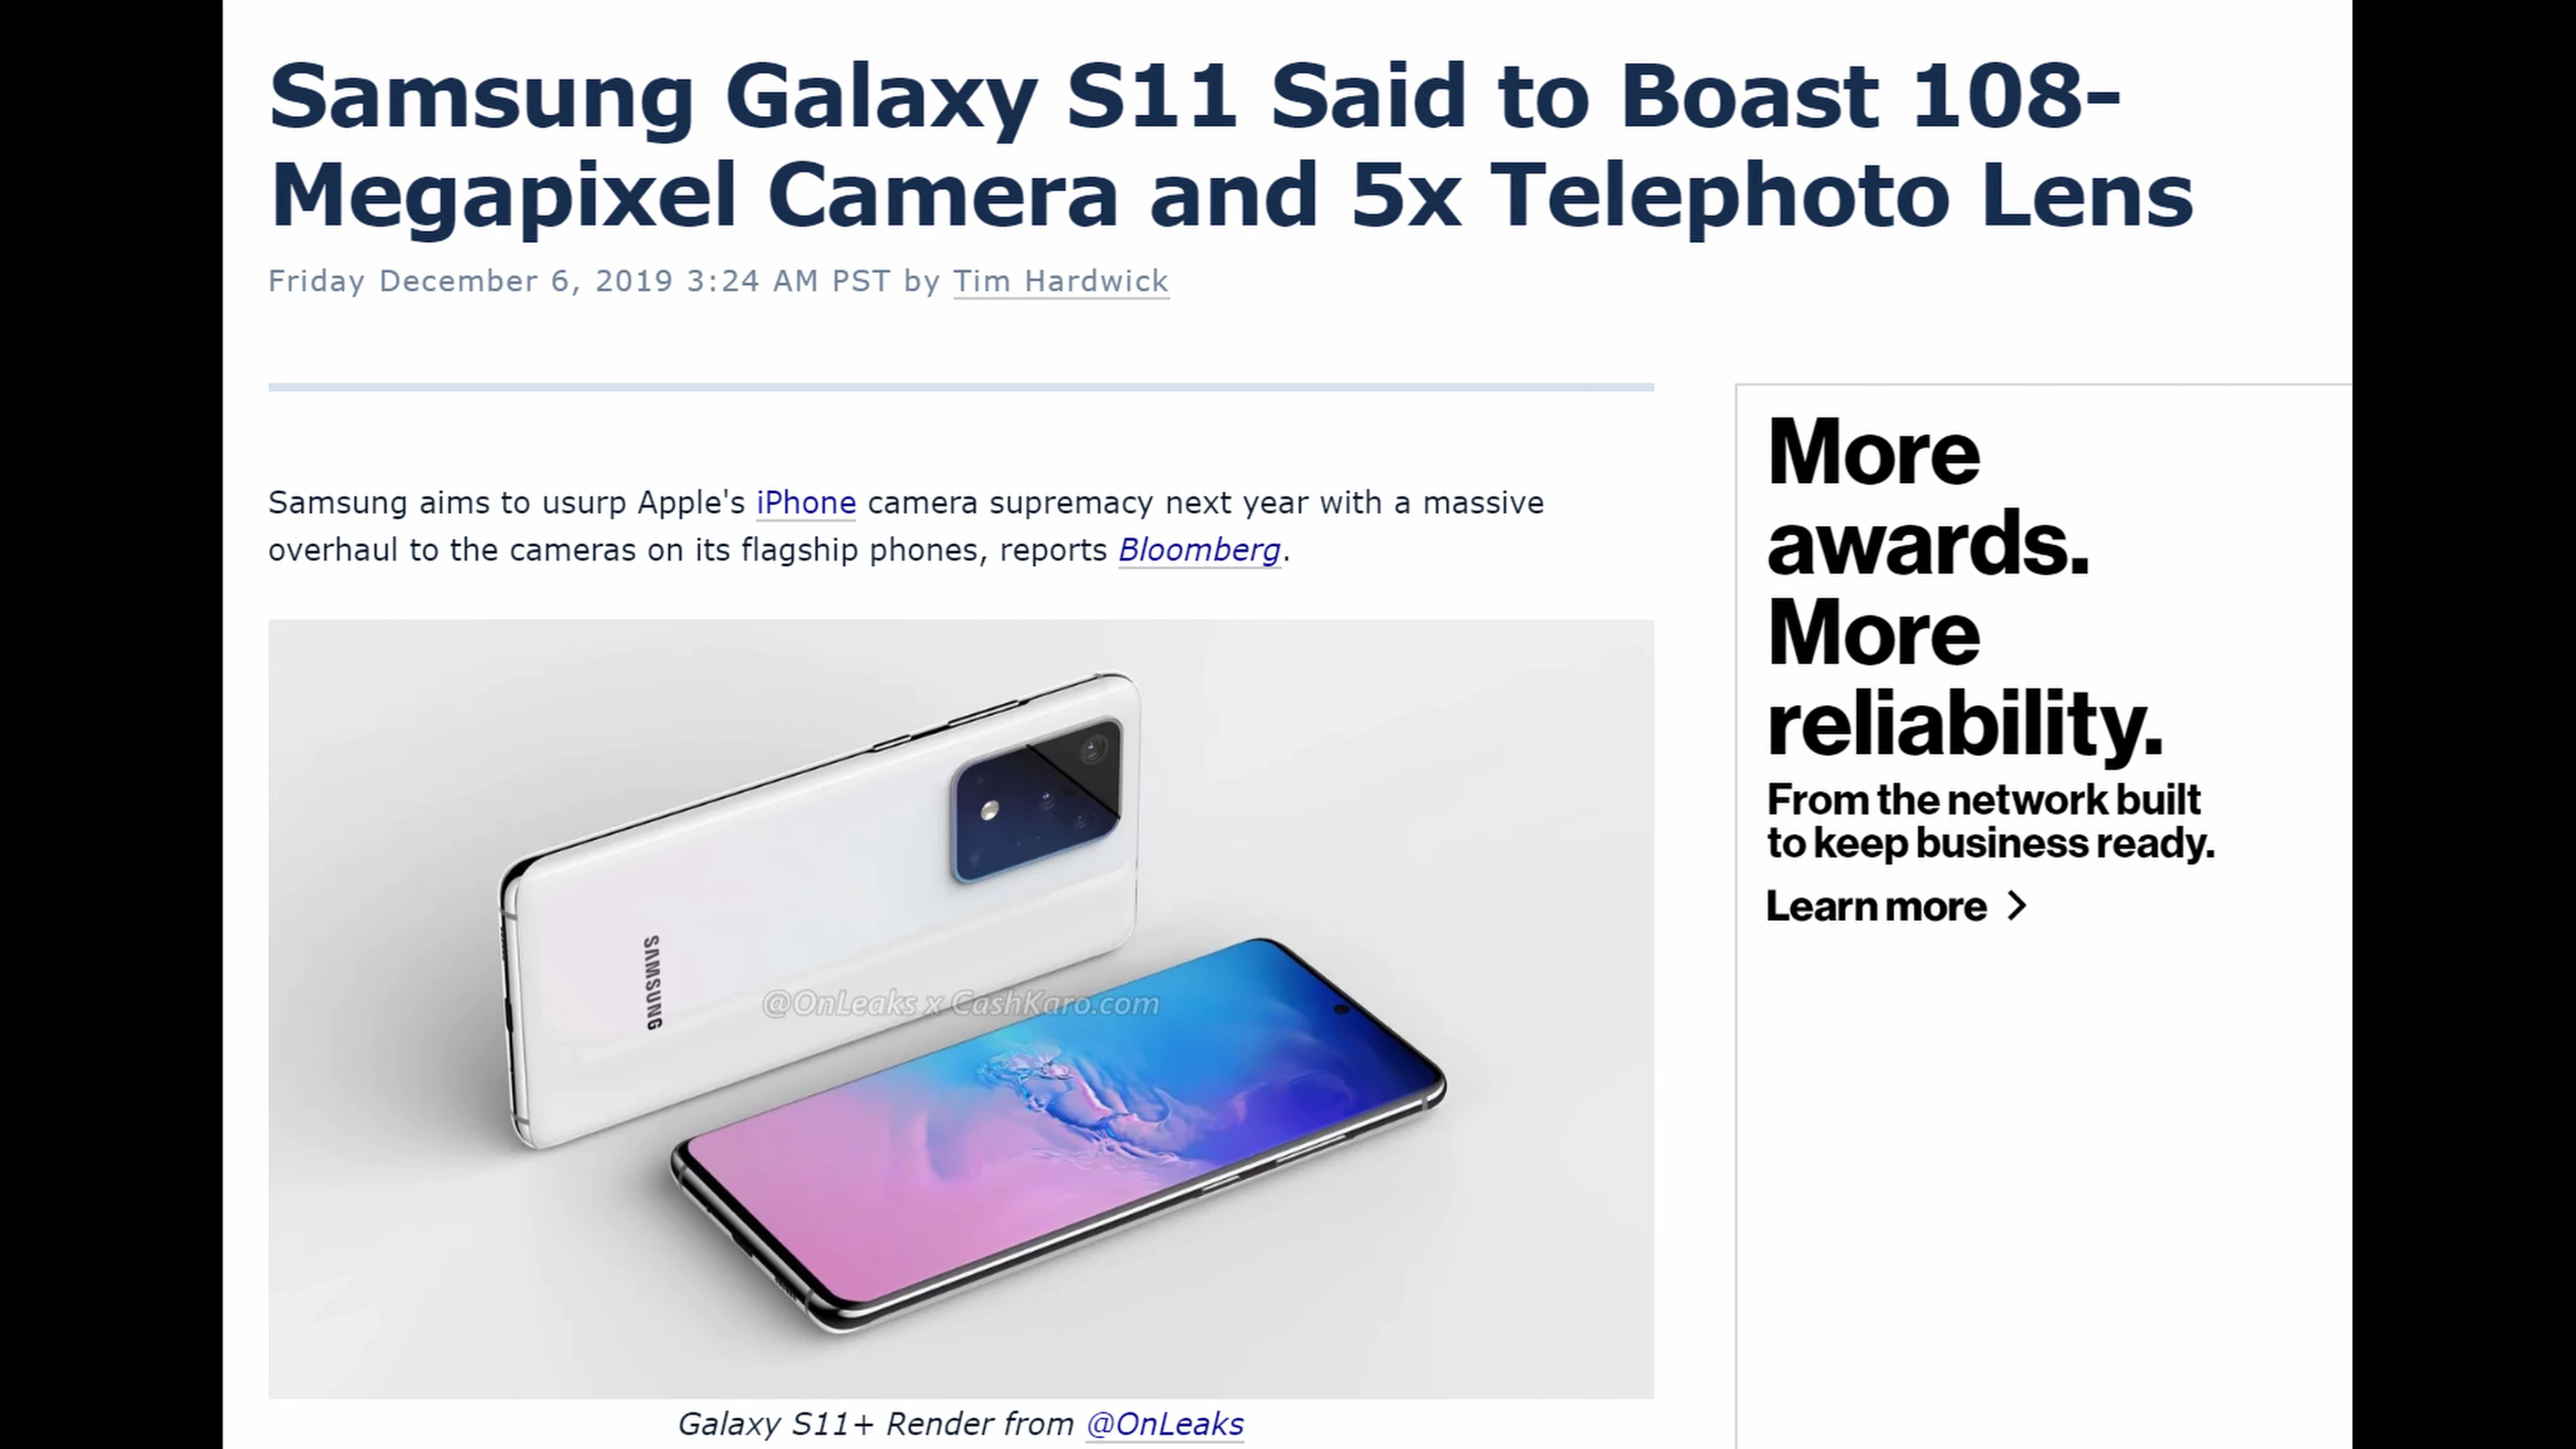 Samsung Galaxy S11 Said to Boast 108-
Megapixel Camera and 5x Telephoto Lens
Friday December 6, 2019 3:24 AM PST by Tim Hardwick
Samsung aims to usurp Apple's iPhone camera supremacy next year with a massive
overhaul to the cameras on its flagship phones, reports Bloomberg.
SAMSUNG
@OnLeaks x CashKaro.com
Galaxy S11+ Render from @OnLeaks
More
awards.
More
reliability.
From the network built
to keep business ready.
Learn more >